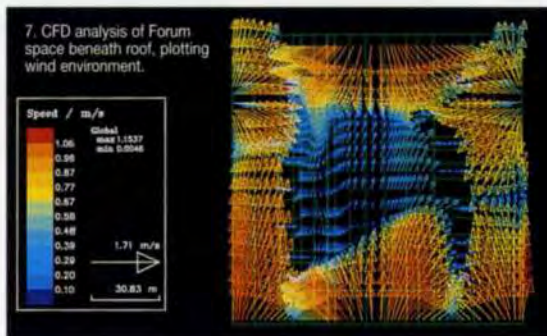 7. CFD analysis of Forum
space beneath roof, plotting
wind environment.
Speed / m/s
Global
max 1.1537
min 0.0046
1.06
0.96
0.87
0.77
0.67
0.58
0.48
0.39
0.29
0.20
0.10
1.71 m/s
30.83 m